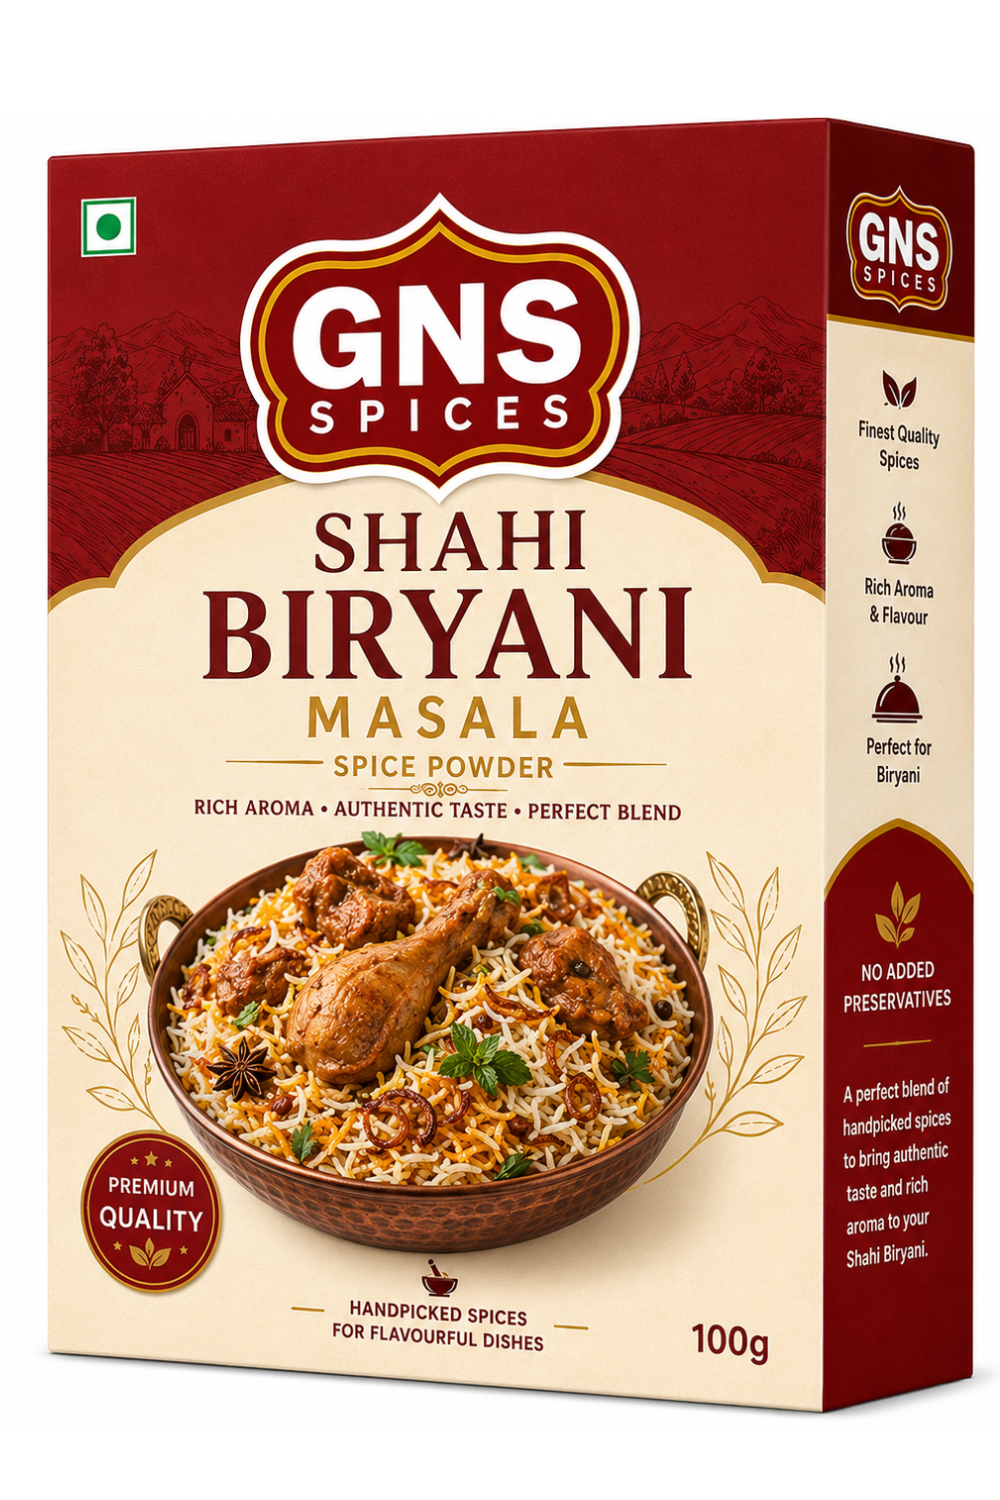 GNS
SPICES
SHAHI
BIRYANI
MASALA
SPICE POWDER
RICH AROMA • AUTHENTIC TASTE • PERFECT BLEND
PREMIUM
QUALITY
HANDPICKED SPICES
FOR FLAVOURFUL DISHES
100g
GNS
SPICES
Finest Quality
Spices
Rich Aroma
& Flavour
Perfect for
Biryani
NO ADDED
PRESERVATIVES
A perfect blend of
handpicked spices
to bring authentic
taste and rich
aroma to your
Shahi Biryani.